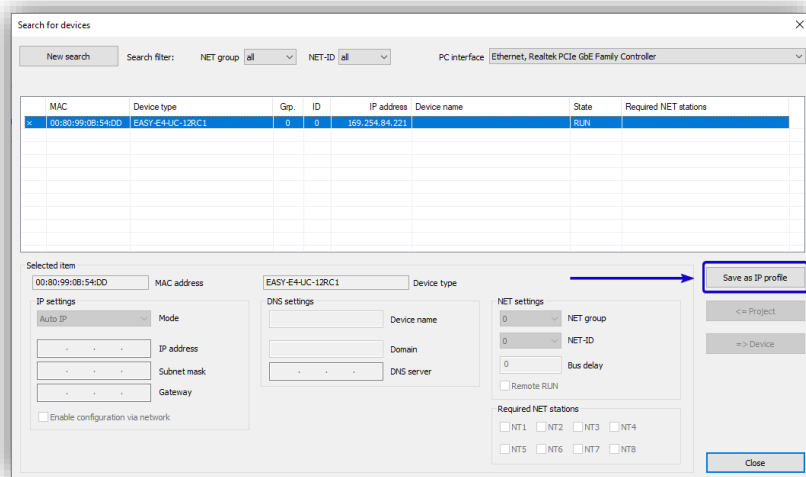 Search for devices
New search Search filter: NET group all NET-ID all PC interface Ethernet, Realtek PCIe GbE Family Controller
MAC Device type Grp. ID IP address Device name State Required NET stations
00:80:99:0B:54:DD EASY-E4-UC-12RC1 0 0 169.254.84.221 RUN
Selected item
00:80:99:0B:54:DD MAC address EASY-E4-UC-12RC1 Device type
Save as IP profile
IP settings DNS settings NET settings
Auto IP Mode Device name 0 NET group
<= Project
0 NET-ID
IP address Domain
=> Device
Subnet mask DNS server 0 Bus delay
Gateway Remote RUN
Enable configuration via network
Required NET stations
NT1 NT2 NT3 NT4
NT5 NT6 NT7 NT8
Close